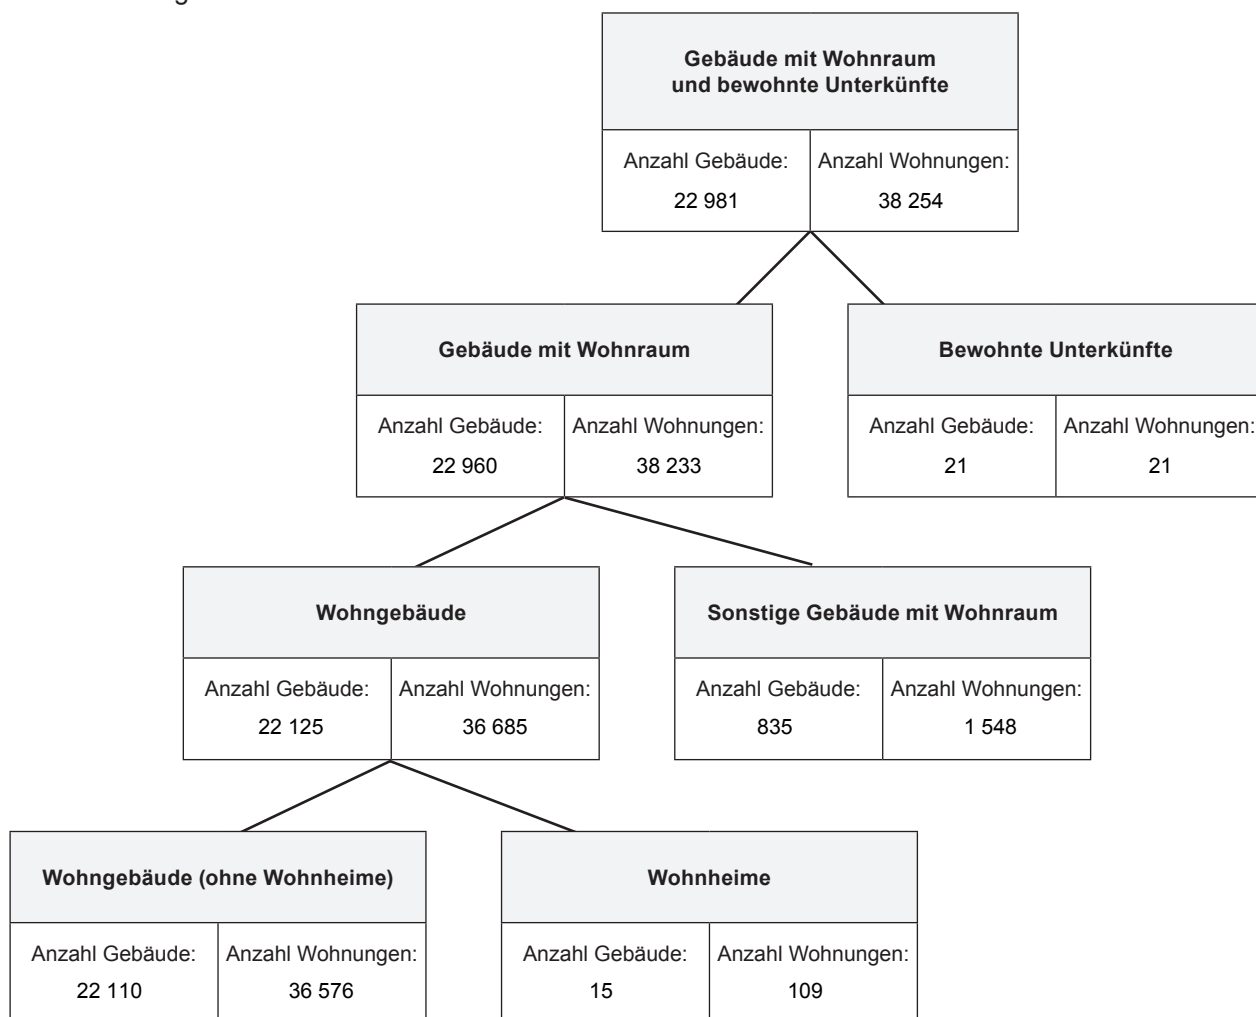 Gebäude mit Wohnraum
und bewohnte Unterkünfte
Anzahl Gebäude: Anzahl Wohnungen:
22 981 38 254
Gebäude mit Wohnraum Bewohnte Unterkünfte
Anzahl Gebäude: Anzahl Wohnungen: Anzahl Gebäude: Anzahl Wohnungen:
22 960 38 233 21 21
Wohngebäude Sonstige Gebäude mit Wohnraum
Anzahl Gebäude: Anzahl Wohnungen: Anzahl Gebäude: Anzahl Wohnungen:
22 125 36 685 835 1 548
Wohngebäude (ohne Wohnheime) Wohnheime
Anzahl Gebäude: Anzahl Wohnungen: Anzahl Gebäude: Anzahl Wohnungen:
22 110 36 576 15 109